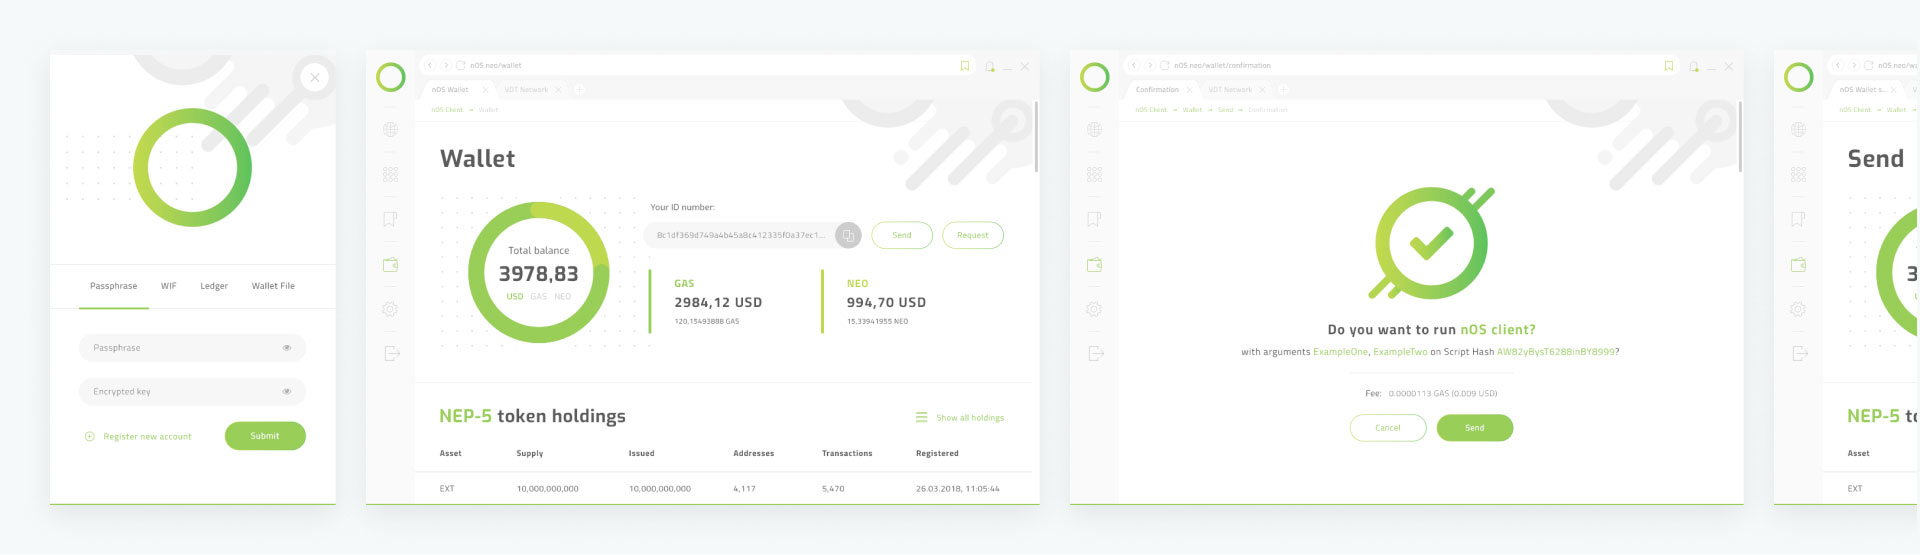 Passphrase WIF Ledger Wallet File
Passphrase
Encrypted key
Register new account Submit
nOS.neo/wallet
nOS Wallet VDT Network
nOS Client → Wallet
Wallet
Total balance
3978,83
USD GAS NEO
Your ID number:
8c1df369d749a4b45a8c412335f0a37ec1... Send Request
GAS
2984,12 USD
120,15493888 GAS
NEO
994,70 USD
15,33941955 NEO
NEP-5 token holdings
Show all holdings
Asset Supply Issued Addresses Transactions Registered
EXT 10,000,000,000 10,000,000,000 4,117 5,470 26.03.2018, 11:05:44
nOS.neo/wallet/confirmation
Confirmation VDT Network
nOS Client → Wallet → Send → Confirmation
Do you want to run nOS client?
with arguments ExampleOne, ExampleTwo on Script Hash AW82yBysT6288inBY8999?
Fee: 0.0000113 GAS (0.009 USD)
Cancel Send
nOS.neo/wa
nOS Wallet s...
nOS Client → Wallet
Send
3
NEP-5 to
Asset
EXT